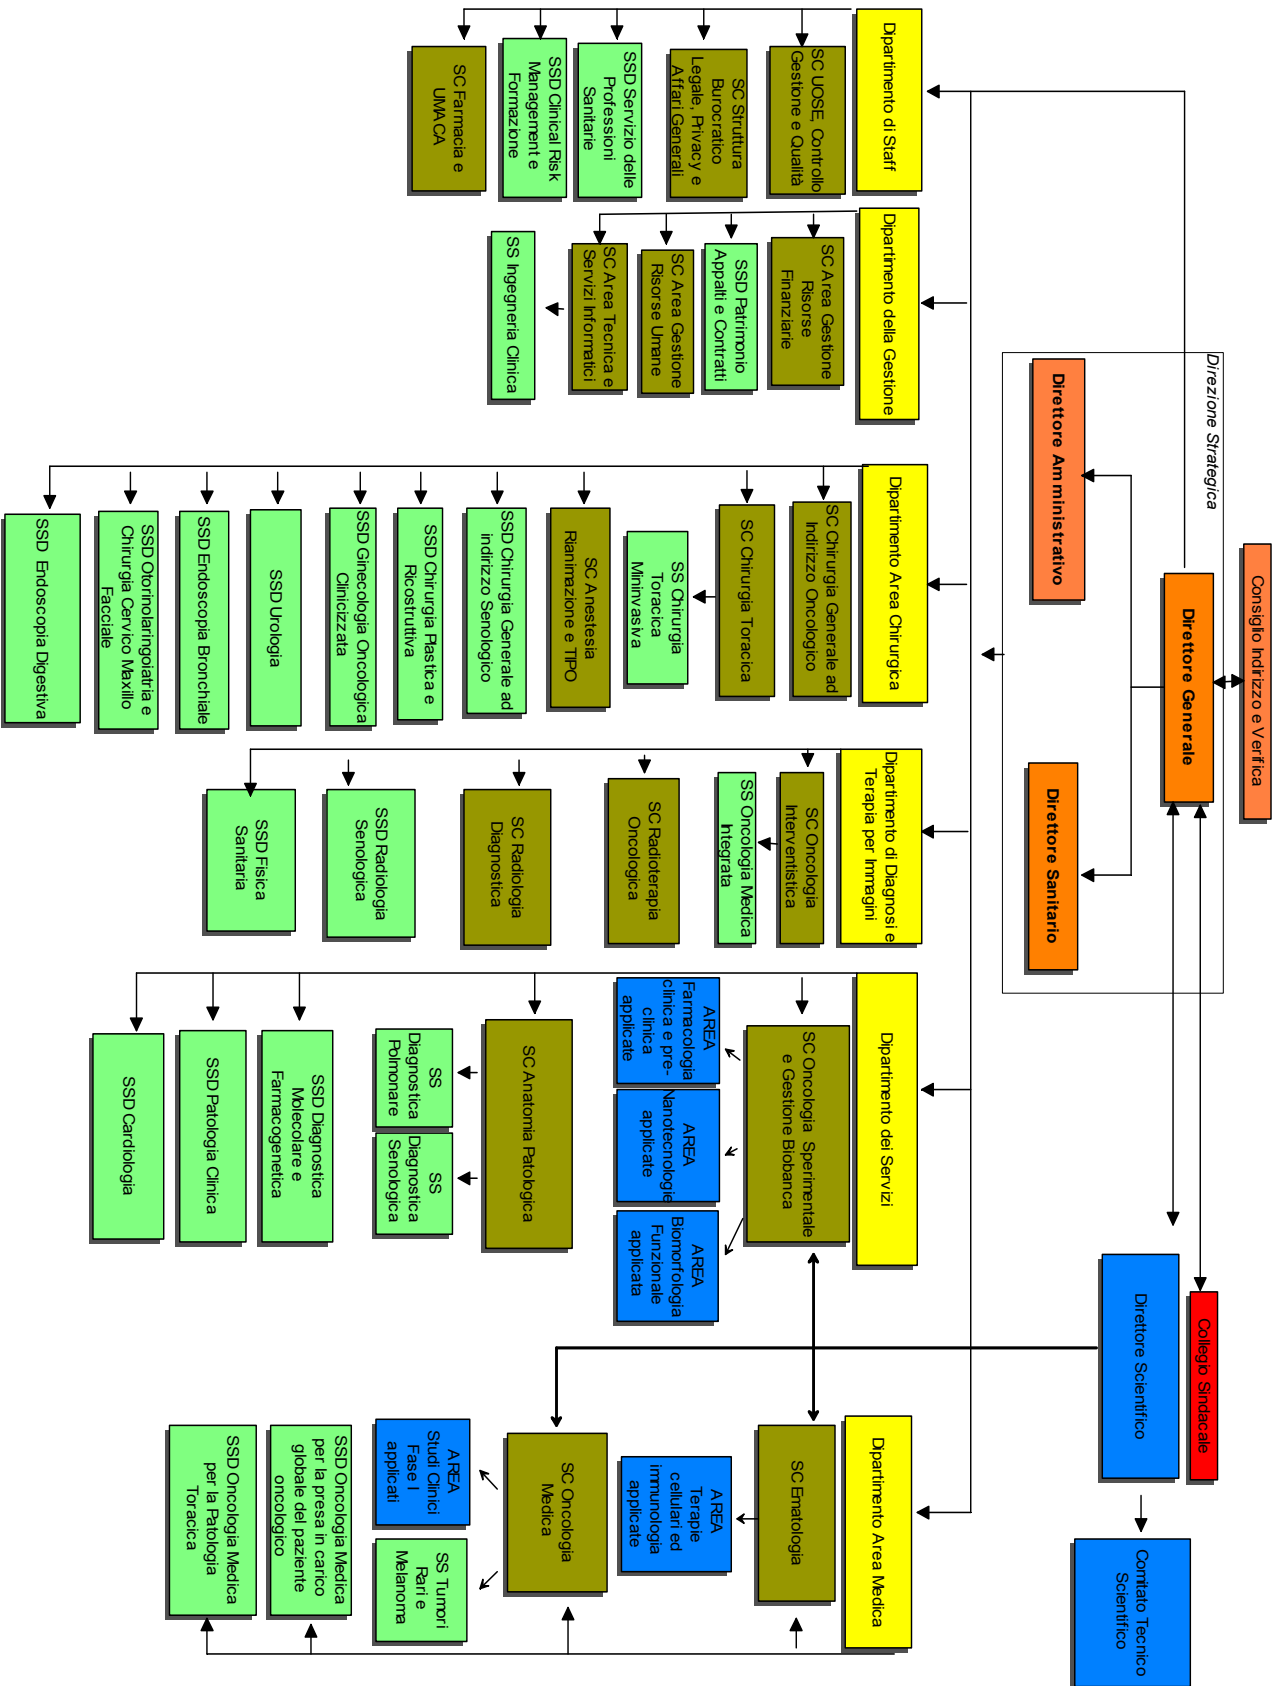 Consiglio Indirizzo e Verifica
Direzione Strategica
Direttore Generale
Collegio Sindacale
Direttore Amministrativo
Direttore Sanitario
Direttore Scientifico
Comitato Tecnico
Scientifico
Dipartimento di Staff
SC UOSE, Controllo
Gestione e Qualità
SC Struttura
Burocratico
Legale, Privacy e
Affari Generali
SSD Servizio delle
Professioni
Sanitarie
SSD Clinical Risk
Management e
Formazione
SC Farmacia e
UMACA
Dipartimento della Gestione
SC Area Gestione
Risorse
Finanziarie
SSD Patrimonio
Appalti e Contratti
SC Area Gestione
Risorse Umane
SC Area Tecnica e
Servizi Informatici
SS Ingegneria Clinica
Dipartimento Area Chirurgica
SC Chirurgia Generale ad
Indirizzo Oncologico
SC Chirurgia Toracica
SS Chirurgia
Toracica
Mininvasiva
SC Anestesia
Rianimazione e TIPO
SSD Chirurgia Generale ad
indirizzo Senologico
SSD Chirurgia Plastica e
Ricostruttiva
SSD Ginecologia Oncologica
Clinicizzata
SSD Urologia
SSD Endoscopia Bronchiale
SSD Otorinolaringoiatria e
Chirurgia Cervico Maxillo
Facciale
SSD Endoscopia Digestiva
Dipartimento di Diagnosi e
Terapia per Immagini
SC Oncologia
Interventistica
SS Oncologia Medica
Integrata
SC Radioterapia
Oncologica
SC Radiologia
Diagnostica
SSD Radiologia
Senologica
SSD Fisica
Sanitaria
Dipartimento dei Servizi
SC Oncologia Sperimentale
e Gestione Biobanca
AREA
Farmacologia
clinica e pre-
clinica
applicate
AREA
Nanotecnologie
applicate
AREA
Biomorfologia
Funzionale
applicata
SC Anatomia Patologica
SS
Diagnostica
Polmonare
SS
Diagnostica
Senologica
SSD Diagnostica
Molecolare e
Farmacogenetica
SSD Patologia Clinica
SSD Cardiologia
Dipartimento Area Medica
SC Ematologia
AREA
Terapie
cellulari ed
immunologia
applicate
SC Oncologia
Medica
AREA
Studi Clinici
Fase I
applicati
SS Tumori
Rari e
Melanoma
SSD Oncologia Medica
per la presa in carico
globale del paziente
oncologico
SSD Oncologia Medica
per la Patologia
Toracica